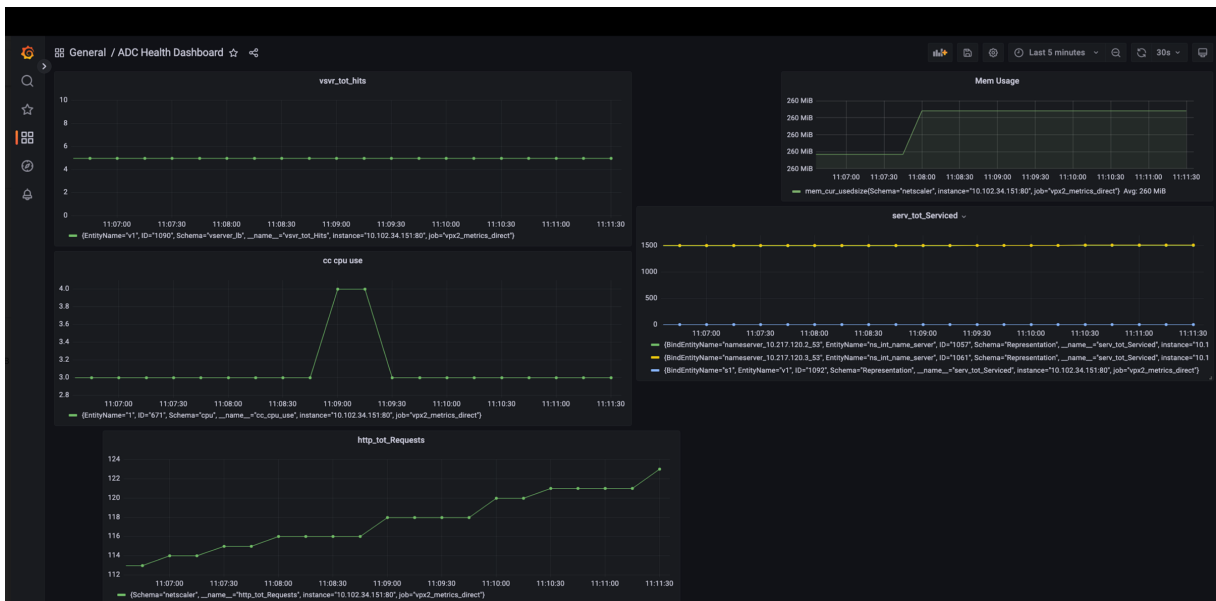 General / ADC Health Dashboard
Last 5 minutes
30s
vsvr_tot_hits
10
8
6
4
2
0
11:07:00 11:07:30 11:08:00 11:08:30 11:09:00 11:09:30 11:10:00 11:10:30 11:11:00 11:11:30
{EntityName="v1", ID="1090", Schema="vserver_lb", __name__="vsvr_tot_Hits", instance="10.102.34.151:80", job="vpx2_metrics_direct"}
Mem Usage
260 MiB
260 MiB
260 MiB
260 MiB
260 MiB
11:07:00 11:07:30 11:08:00 11:08:30 11:09:00 11:09:30 11:10:00 11:10:30 11:11:00 11:11:30
mem_cur_usedsize{Schema="netscaler", instance="10.102.34.151:80", job="vpx2_metrics_direct"} Avg: 260 MiB
serv_tot_Serviced
1500
1000
500
0
11:07:00 11:07:30 11:08:00 11:08:30 11:09:00 11:09:30 11:10:00 11:10:30 11:11:00 11:11:30
{BindEntityName="nameserver_10.217.120.2_53", EntityName="ns_int_name_server", ID="1057", Schema="Representation", __name__="serv_tot_Serviced", instance="10.1
{BindEntityName="nameserver_10.217.120.3_53", EntityName="ns_int_name_server", ID="1061", Schema="Representation", __name__="serv_tot_Serviced", instance="10.1
{BindEntityName="s1", EntityName="v1", ID="1092", Schema="Representation", __name__="serv_tot_Serviced", instance="10.102.34.151:80", job="vpx2_metrics_direct"}
cc cpu use
4.0
3.8
3.6
3.4
3.2
3.0
2.8
11:07:00 11:07:30 11:08:00 11:08:30 11:09:00 11:09:30 11:10:00 11:10:30 11:11:00 11:11:30
{EntityName="1", ID="671", Schema="cpu", __name__="cc_cpu_use", instance="10.102.34.151:80", job="vpx2_metrics_direct"}
http_tot_Requests
124
122
120
118
116
114
112
11:07:00 11:07:30 11:08:00 11:08:30 11:09:00 11:09:30 11:10:00 11:10:30 11:11:00 11:11:30
{Schema="netscaler", __name__="http_tot_Requests", instance="10.102.34.151:80", job="vpx2_metrics_direct"}